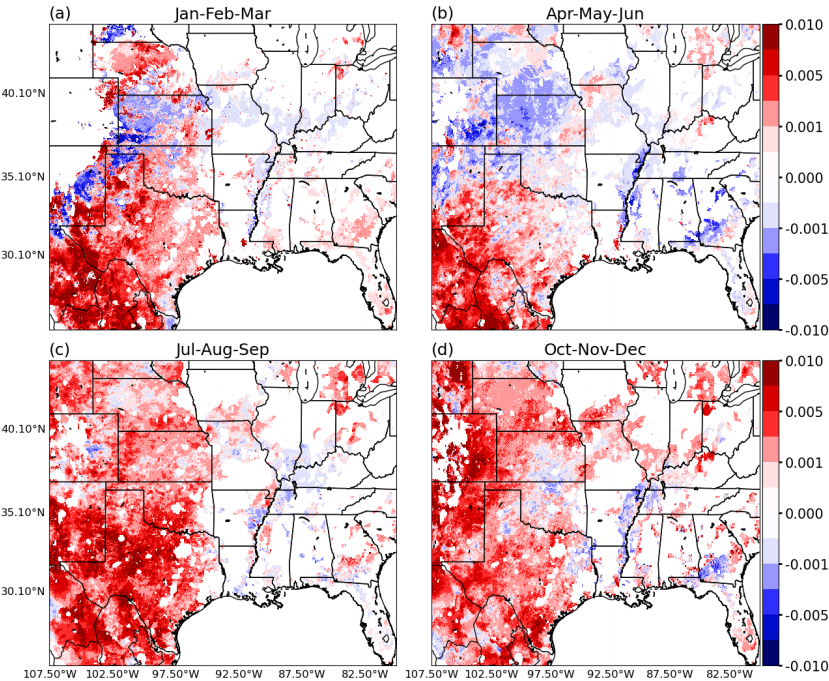 (a) Jan-Feb-Mar
(b) Apr-May-Jun
40.10°N
35.10°N
30.10°N
0.010
0.005
0.001
0.000
-0.001
-0.005
-0.010
(c) Jul-Aug-Sep
(d) Oct-Nov-Dec
40.10°N
35.10°N
30.10°N
0.010
0.005
0.001
0.000
-0.001
-0.005
-0.010
107.50°W 102.50°W 97.50°W 92.50°W 87.50°W 82.50°W
107.50°W 102.50°W 97.50°W 92.50°W 87.50°W 82.50°W